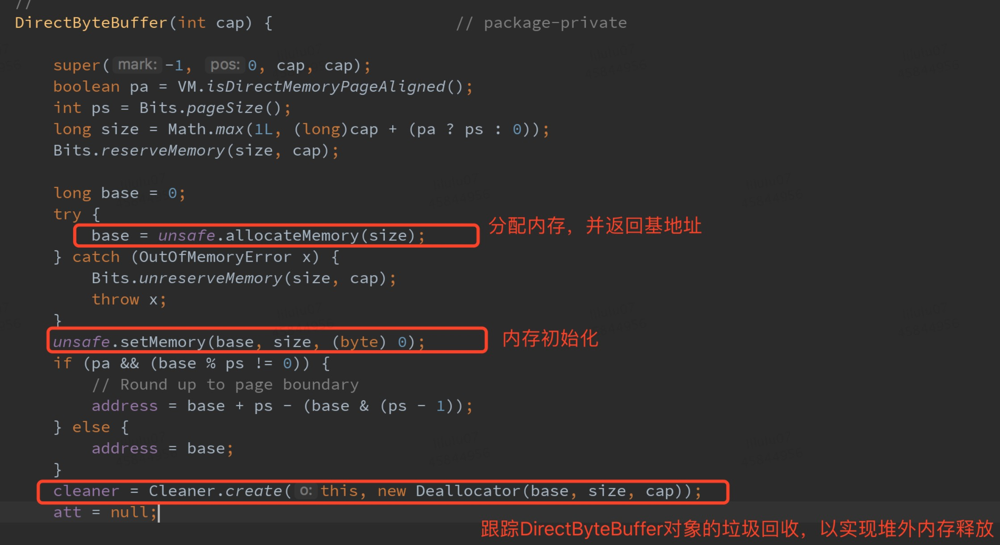 //
DirectByteBuffer(int cap) {                   // package-private
super( mark: -1, pos: 0, cap, cap);
boolean pa = VM.isDirectMemoryPageAligned();
int ps = Bits.pageSize();
long size = Math.max(1L, (long)cap + (pa ? ps : 0));
Bits.reserveMemory(size, cap);
long base = 0;
try {
base = unsafe.allocateMemory(size); 分配内存，并返回基地址
} catch (OutOfMemoryError x) {
Bits.unreserveMemory(size, cap);
throw x;
}
unsafe.setMemory(base, size, (byte) 0); 内存初始化
if (pa && (base % ps != 0)) {
// Round up to page boundary
address = base + ps - (base & (ps - 1));
} else {
address = base;
}
cleaner = Cleaner.create( o: this, new Deallocator(base, size, cap));
att = null;
跟踪DirectByteBuffer对象的垃圾回收，以实现堆外内存释放